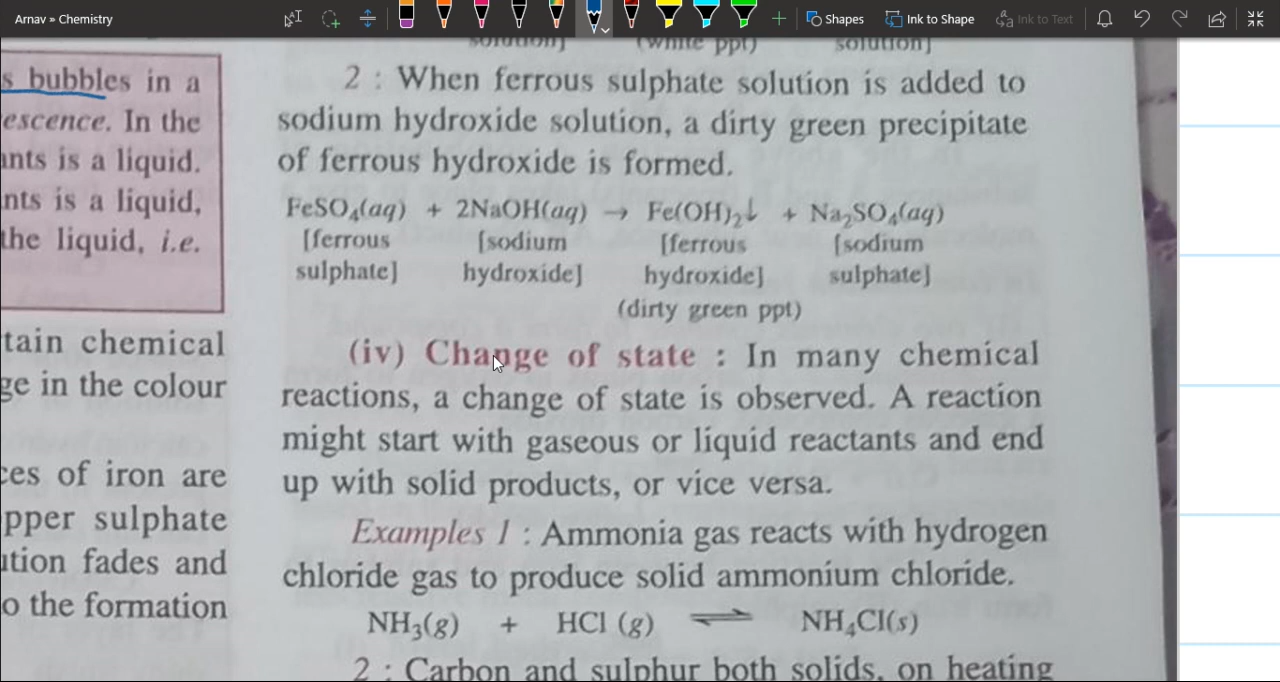 Arnav » Chemistry
Shapes
Ink to Shape
Ink to Text
s bubbles in a
escence. In the
ants is a liquid.
nts is a liquid,
the liquid, i.e.
tain chemical
ge in the colour
ces of iron are
pper sulphate
ution fades and
o the formation
solution] (white ppt) solution]
2 : When ferrous sulphate solution is added to
sodium hydroxide solution, a dirty green precipitate
of ferrous hydroxide is formed.
FeSO₄(aq) + 2NaOH(aq) → Fe(OH)₂↓ + Na₂SO₄(aq)
[ferrous [sodium [ferrous [sodium
sulphate] hydroxide] hydroxide] sulphate]
(dirty green ppt)
(iv) Change of state : In many chemical
reactions, a change of state is observed. A reaction
might start with gaseous or liquid reactants and end
up with solid products, or vice versa.
Examples 1 : Ammonia gas reacts with hydrogen
chloride gas to produce solid ammonium chloride.
NH₃(g) + HCl (g) ⇌ NH₄Cl(s)
2 : Carbon and sulphur both solids, on heating